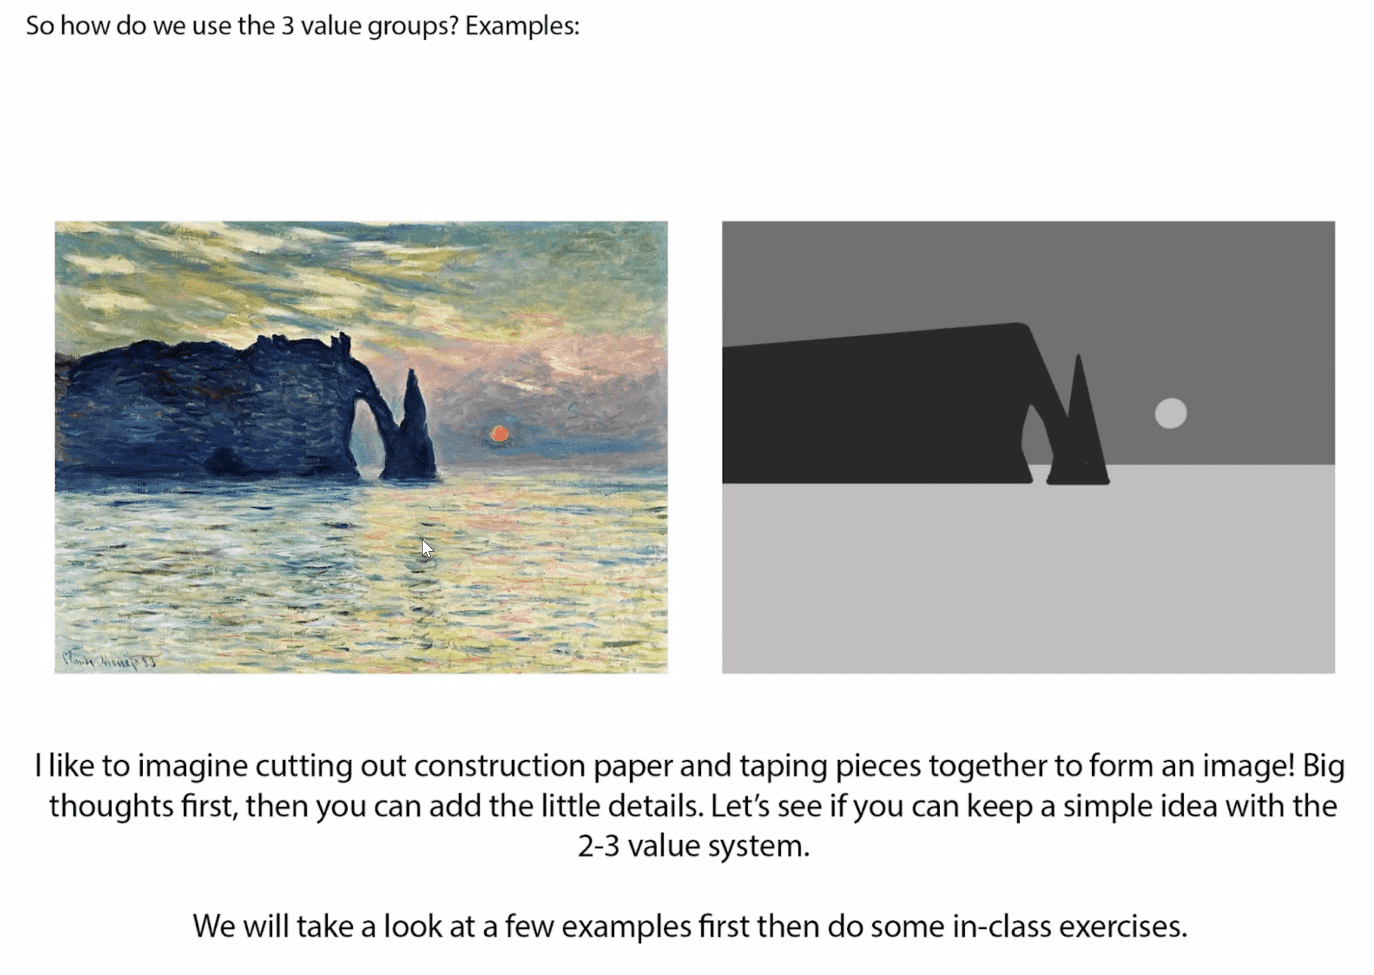 So how do we use the 3 value groups? Examples:
Claude Monet 83
I like to imagine cutting out construction paper and taping pieces together to form an image! Big
thoughts first, then you can add the little details. Let's see if you can keep a simple idea with the
2-3 value system.
We will take a look at a few examples first then do some in-class exercises.